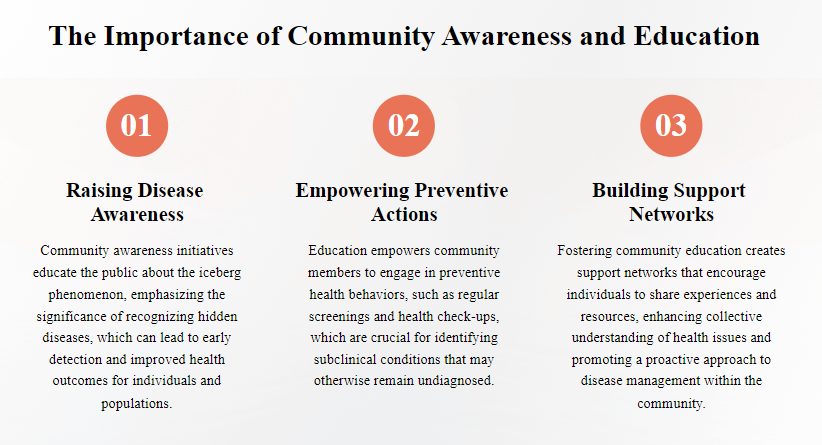 The Importance of Community Awareness and Education
01
Raising Disease
Awareness
Community awareness initiatives
educate the public about the iceberg
phenomenon, emphasizing the
significance of recognizing hidden
diseases, which can lead to early
detection and improved health
outcomes for individuals and
populations.
02
Empowering Preventive
Actions
Education empowers community
members to engage in preventive
health behaviors, such as regular
screenings and health check-ups,
which are crucial for identifying
subclinical conditions that may
otherwise remain undiagnosed.
03
Building Support
Networks
Fostering community education creates
support networks that encourage
individuals to share experiences and
resources, enhancing collective
understanding of health issues and
promoting a proactive approach to
disease management within the
community.